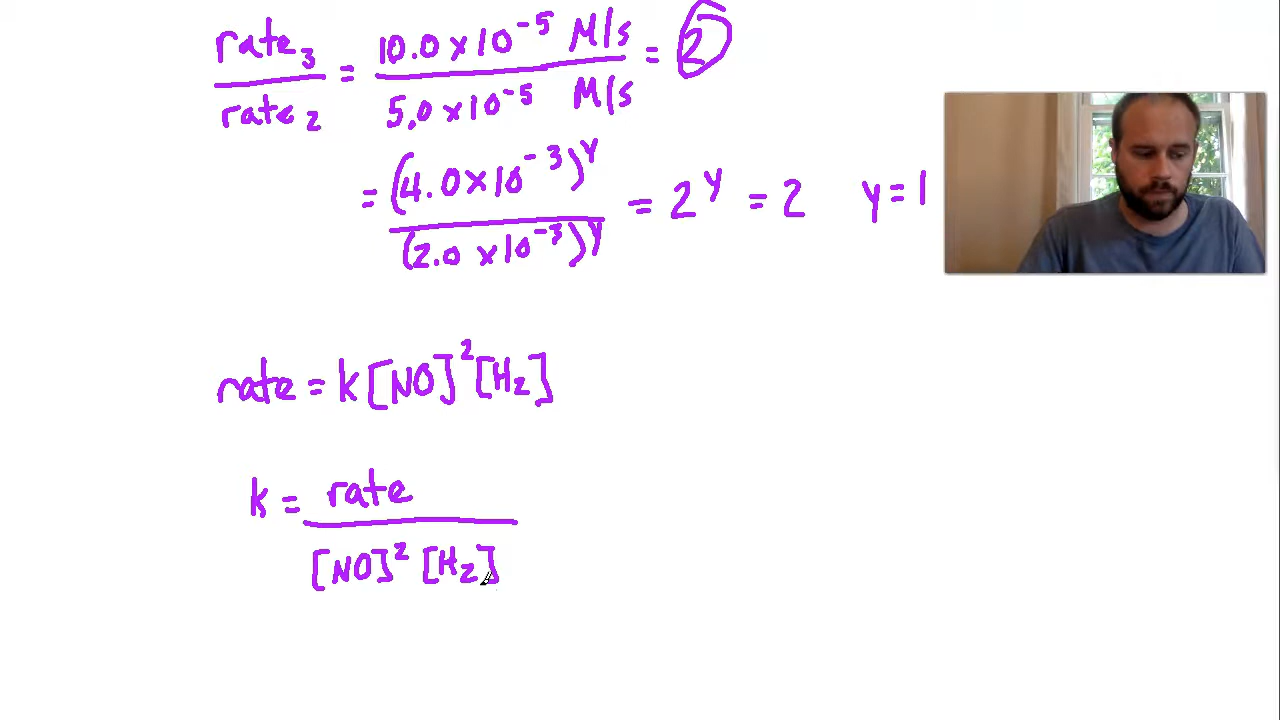 rate₃ / rate₂ = 10.0 x 10⁻⁵ M/s / 5.0 x 10⁻⁵ M/s = 2
= (4.0 x 10⁻³)^y / (2.0 x 10⁻³)^y = 2^y = 2 y = 1
rate = k [NO]² [H₂]
k = rate / [NO]² [H₂]